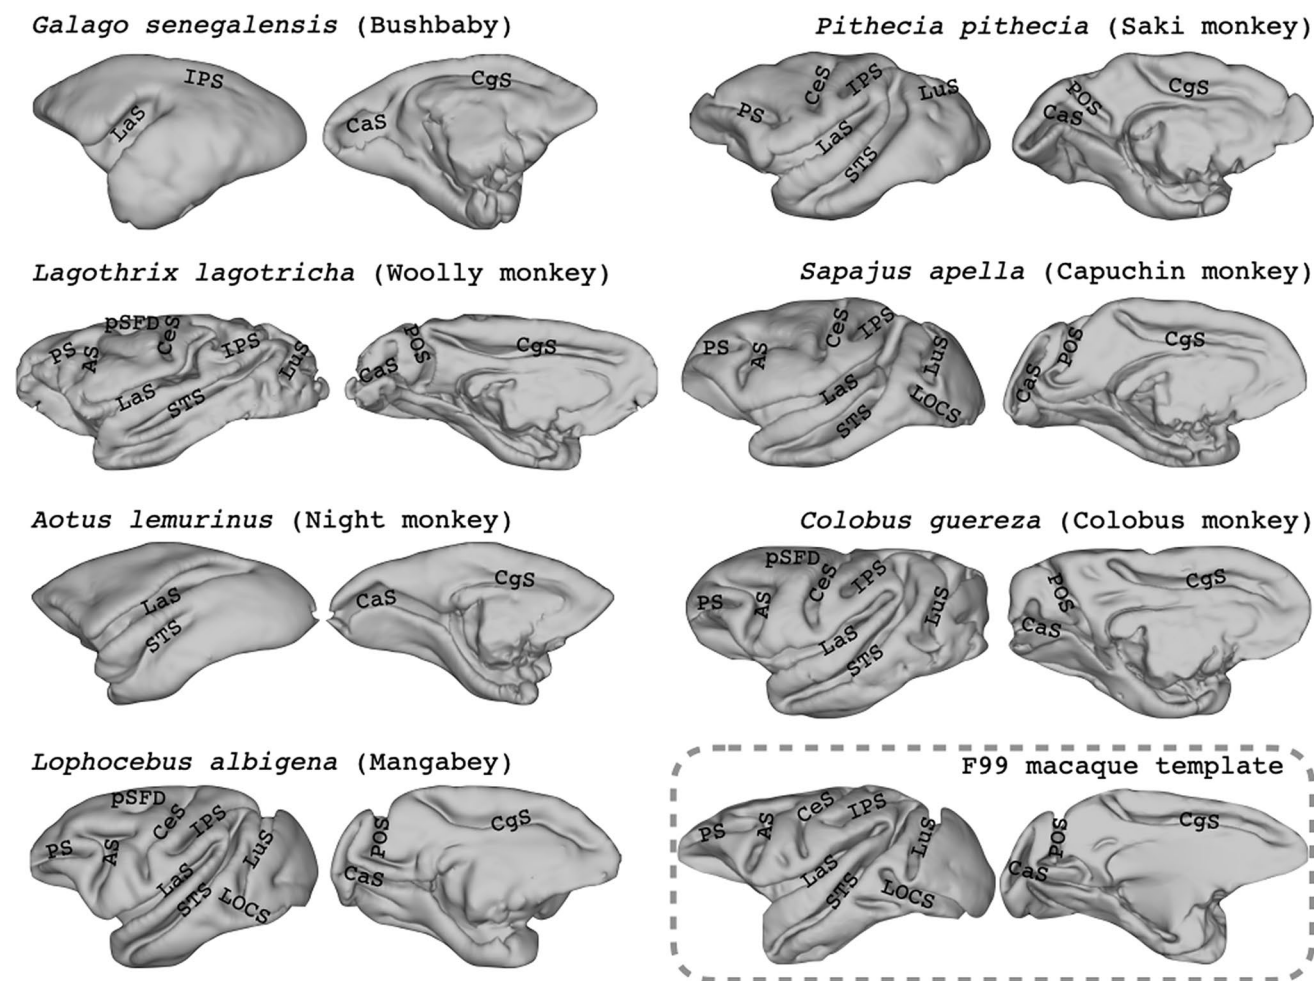 Galago senegalensis (Bushbaby)
IPS
LaS
CgS
CaS
Pithecia pithecia (Saki monkey)
CeS
IPS
LuS
PS
LaS
STS
POS
CgS
CaS
Lagothrix lagotricha (Woolly monkey)
pSFD
CeS
PS
AS
IPS
LuS
LaS
STS
POS
CgS
CaS
Sapajus apella (Capuchin monkey)
CeS
IPS
PS
AS
LuS
LaS
LOCS
STS
POS
CgS
CaS
Aotus lemurinus (Night monkey)
LaS
STS
CgS
CaS
Colobus guereza (Colobus monkey)
pSFD
CeS
IPS
PS
AS
LuS
LaS
STS
POS
CgS
CaS
Lophocebus albigena (Mangabey)
pSFD
CeS
IPS
PS
AS
LuS
LaS
STS
LOCS
POS
CgS
CaS
F99 macaque template
CeS
IPS
PS
AS
LuS
LaS
STS
LOCS
POS
CgS
CaS